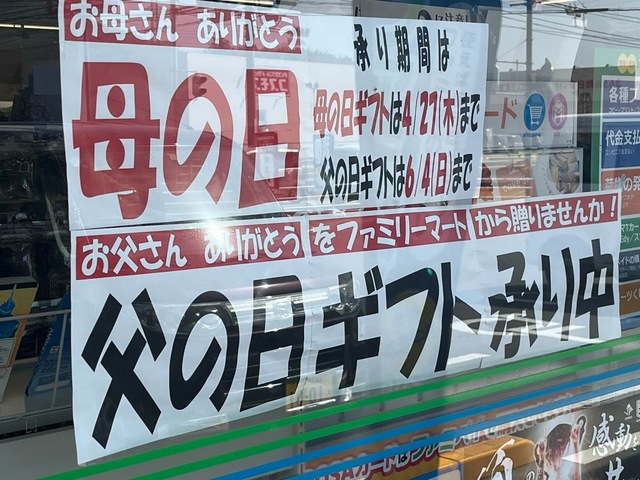 お母さん ありがとう
母の日
承り期間は
母の日ギフトは4/27(木)まで
父の日ギフトは6/4(日)まで
お父さん ありがとう をファミリーマート から贈りませんか!
父の日ギフト承り中
各種
代金支払
感動